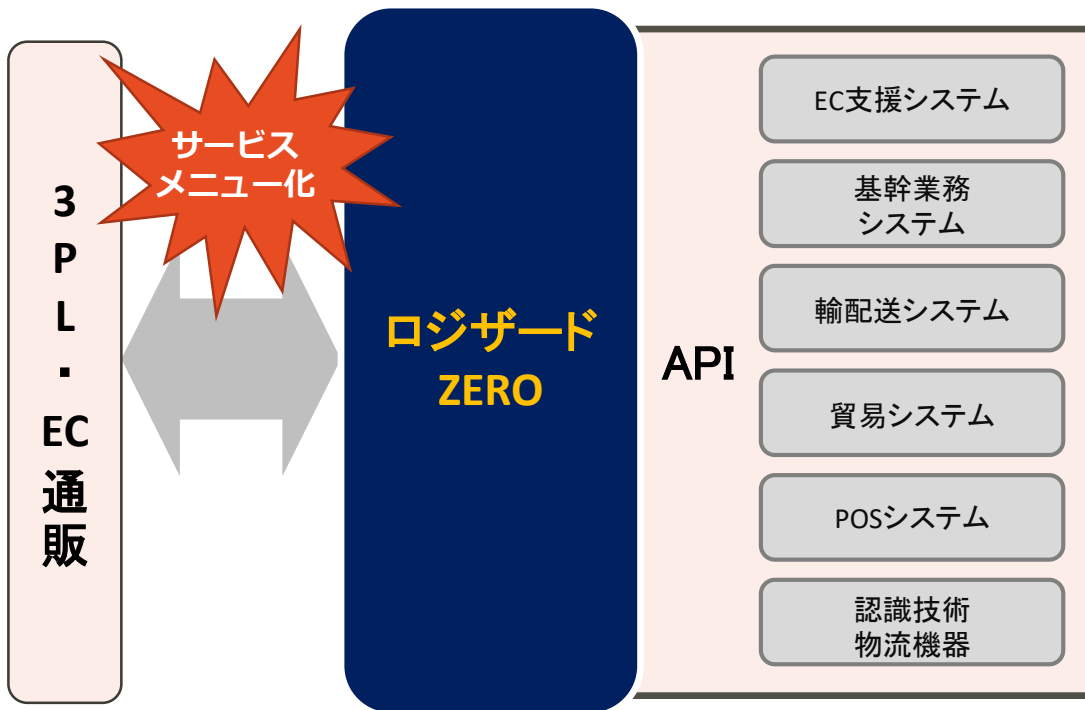 3
P
L
・
EC
通
販
サービス
メニュー化
ロジザード
ZERO
API
EC支援システム
基幹業務
システム
輸配送システム
貿易システム
POSシステム
認識技術
物流機器